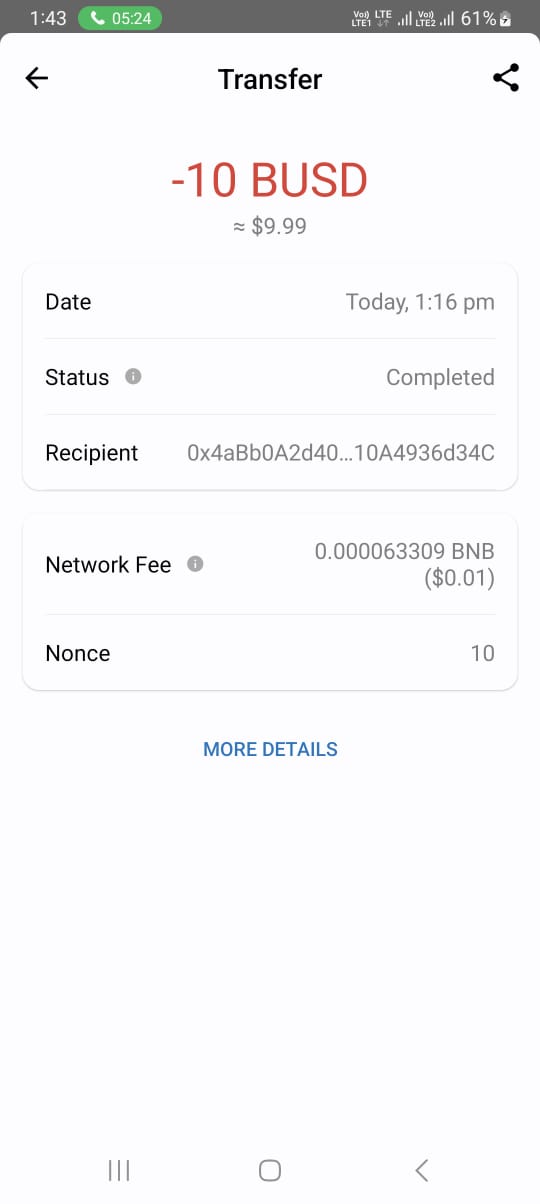 1:43 05:24 Vo) LTE LTE1 Vo) LTE2 61%
Transfer
-10 BUSD
≈ $9.99
Date Today, 1:16 pm
Status Completed
Recipient 0x4aBb0A2d40...10A4936d34C
Network Fee 0.000063309 BNB
($0.01)
Nonce 10
MORE DETAILS